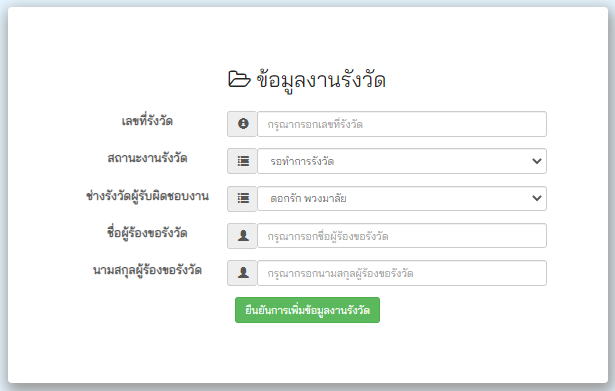 ข้อมูลงานรังวัด
เลขที่รังวัด กรุณากรอกเลขที่รังวัด
สถานะงานรังวัด รอทำการรังวัด
ช่างรังวัดผู้รับผิดชอบงาน ดอกรัก พวงมาลัย
ชื่อผู้ร้องขอรังวัด กรุณากรอกชื่อผู้ร้องขอรังวัด
นามสกุลผู้ร้องขอรังวัด กรุณากรอกนามสกุลผู้ร้องขอรังวัด
ยืนยันการเพิ่มข้อมูลงานรังวัด